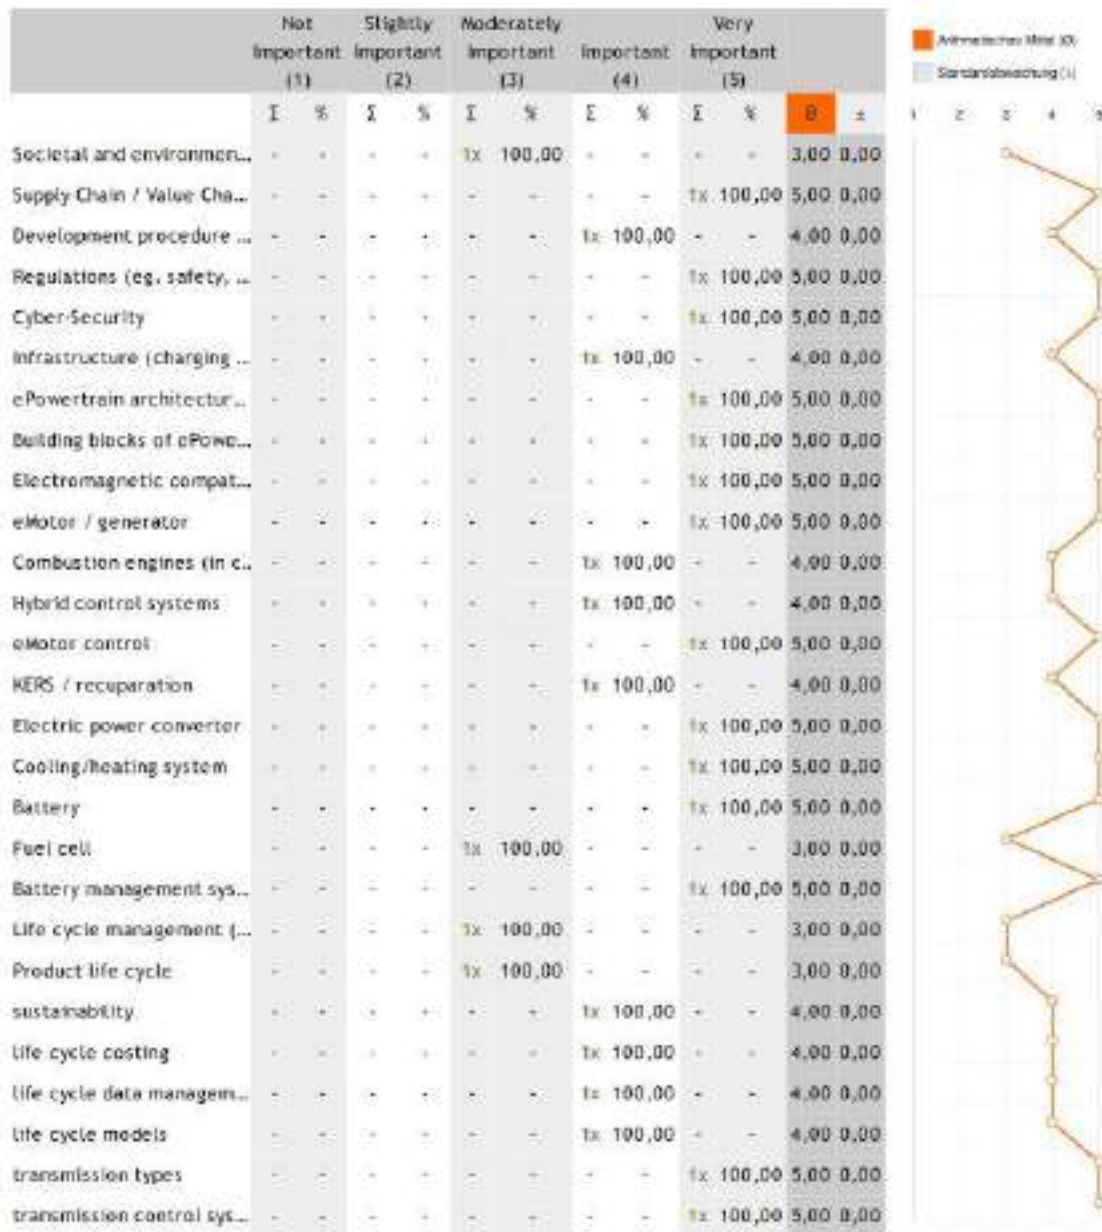 Not Slightly Moderately Very
Important Important Important Important Important
(1) (2) (3) (4) (5)
Σ % Σ % Σ % Σ % Σ % Ø ±
Societal and environmen... - - - - 1x 100,00 - - - - 3,00 0,00
Supply Chain / Value Cha... - - - - - - - - 1x 100,00 5,00 0,00
Development procedure ... - - - - - - 1x 100,00 - - 4,00 0,00
Regulations (eg. safety, ... - - - - - - - - 1x 100,00 5,00 0,00
Cyber-Security - - - - - - - - 1x 100,00 5,00 0,00
Infrastructure (charging ... - - - - - - 1x 100,00 - - 4,00 0,00
ePowertrain architectur... - - - - - - - - 1x 100,00 5,00 0,00
Building blocks of ePowe... - - - - - - - - 1x 100,00 5,00 0,00
Electromagnetic compat... - - - - - - - - 1x 100,00 5,00 0,00
eMotor / generator - - - - - - - - 1x 100,00 5,00 0,00
Combustion engines (in c... - - - - - - 1x 100,00 - - 4,00 0,00
Hybrid control systems - - - - - - 1x 100,00 - - 4,00 0,00
eMotor control - - - - - - - - 1x 100,00 5,00 0,00
KERS / recuparation - - - - - - 1x 100,00 - - 4,00 0,00
Electric power converter - - - - - - - - 1x 100,00 5,00 0,00
Cooling/heating system - - - - - - - - 1x 100,00 5,00 0,00
Battery - - - - - - - - 1x 100,00 5,00 0,00
Fuel cell - - - - 1x 100,00 - - - - 3,00 0,00
Battery management sys... - - - - - - - - 1x 100,00 5,00 0,00
Life cycle management (... - - - - 1x 100,00 - - - - 3,00 0,00
Product life cycle - - - - 1x 100,00 - - - - 3,00 0,00
sustainability - - - - - - 1x 100,00 - - 4,00 0,00
life cycle costing - - - - - - 1x 100,00 - - 4,00 0,00
life cycle data managem... - - - - - - 1x 100,00 - - 4,00 0,00
life cycle models - - - - - - 1x 100,00 - - 4,00 0,00
transmission types - - - - - - - - 1x 100,00 5,00 0,00
transmission control sys... - - - - - - - - 1x 100,00 5,00 0,00
Arithmetisches Mittel (Ø)
Standardabweichung (±)
1 2 3 4 5